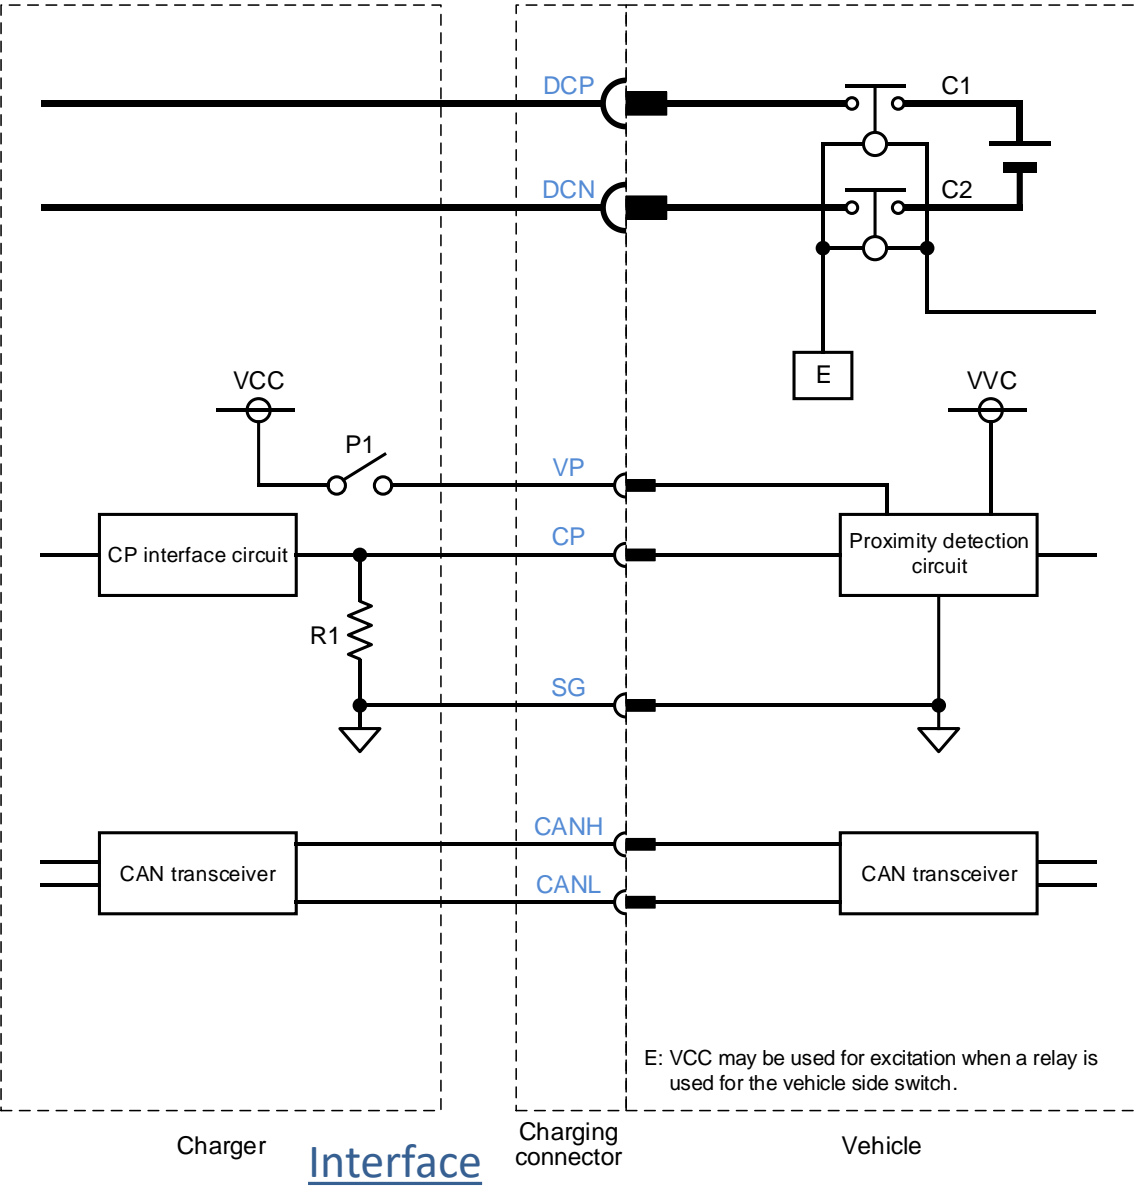 DCP
C1
DCN
C2
E
VCC
VVC
P1
VP
CP interface circuit
CP
Proximity detection
circuit
R1
SG
CANH
CAN transceiver
CANL
CAN transceiver
E: VCC may be used for excitation when a relay is
used for the vehicle side switch.
Charger
Interface
Charging
connector
Vehicle